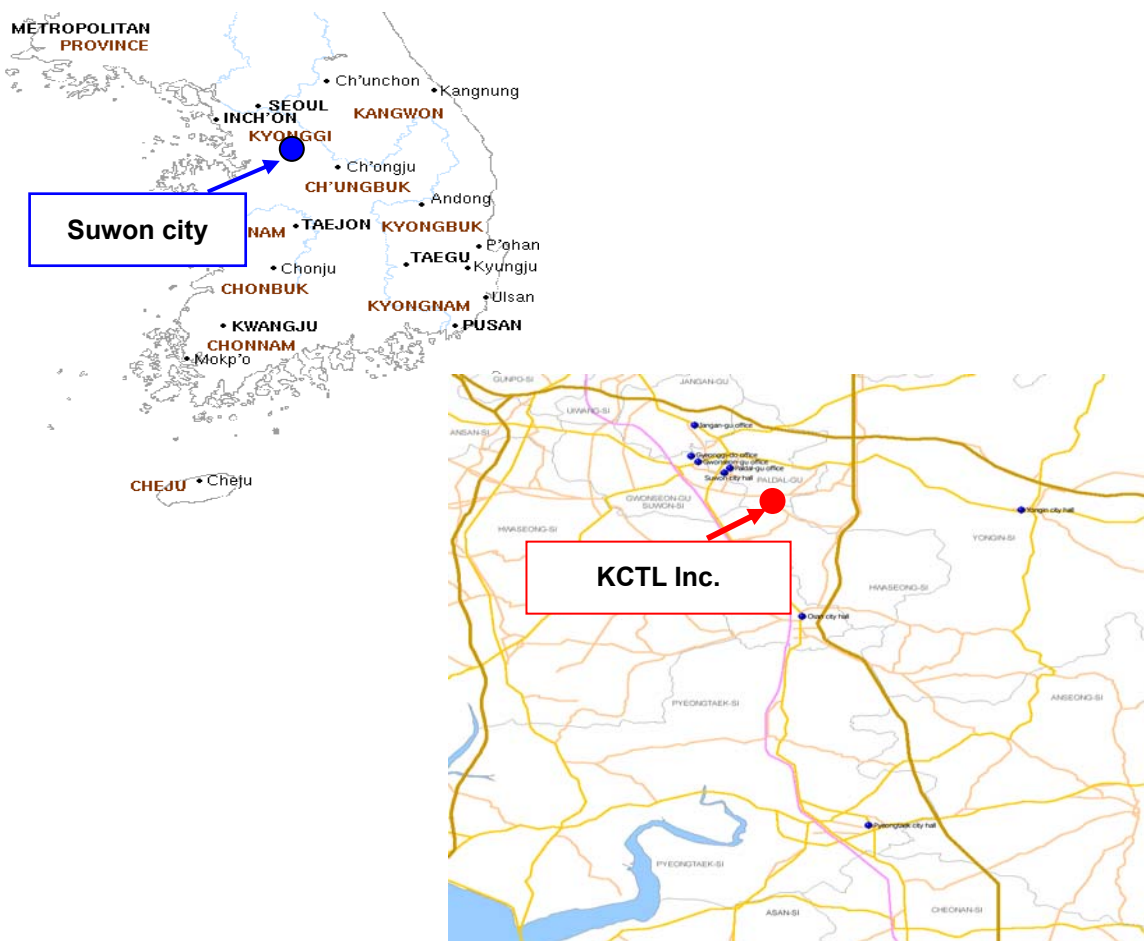 METROPOLITAN
PROVINCE
Ch'unchon
Kangnung
SEOUL
INCH'ON
KANGWON
KYONGGI
Ch'ongju
CH'UNGBUK
Andong
Suwon city
NAM
TAEJON
KYONGBUK
P'ohan
TAEGU
Kyungju
Chonju
CHONBUK
Ulsan
KYONGNAM
KWANGJU
PUSAN
CHONNAM
Mokp'o
CHEJU
Cheju
GUNPO-SI
JANGAN-GU
UIWANG-SI
Jangan-gu office
ANSAN-SI
Gyeonggi-do office
Gwonseon-gu office
Paldal-gu office
Suwon city hall
PALDAL-GU
GWONSEON-GU
SUWON-SI
Yongin city hall
HWASEONG-SI
YONGIN-SI
KCTL Inc.
HWASEONG-SI
Osan city hall
PYEONGTAEK-SI
ANSEONG-SI
Pyeongtaek city hall
PYEONGTAEK-SI
ASAN-SI
CHEONAN-SI